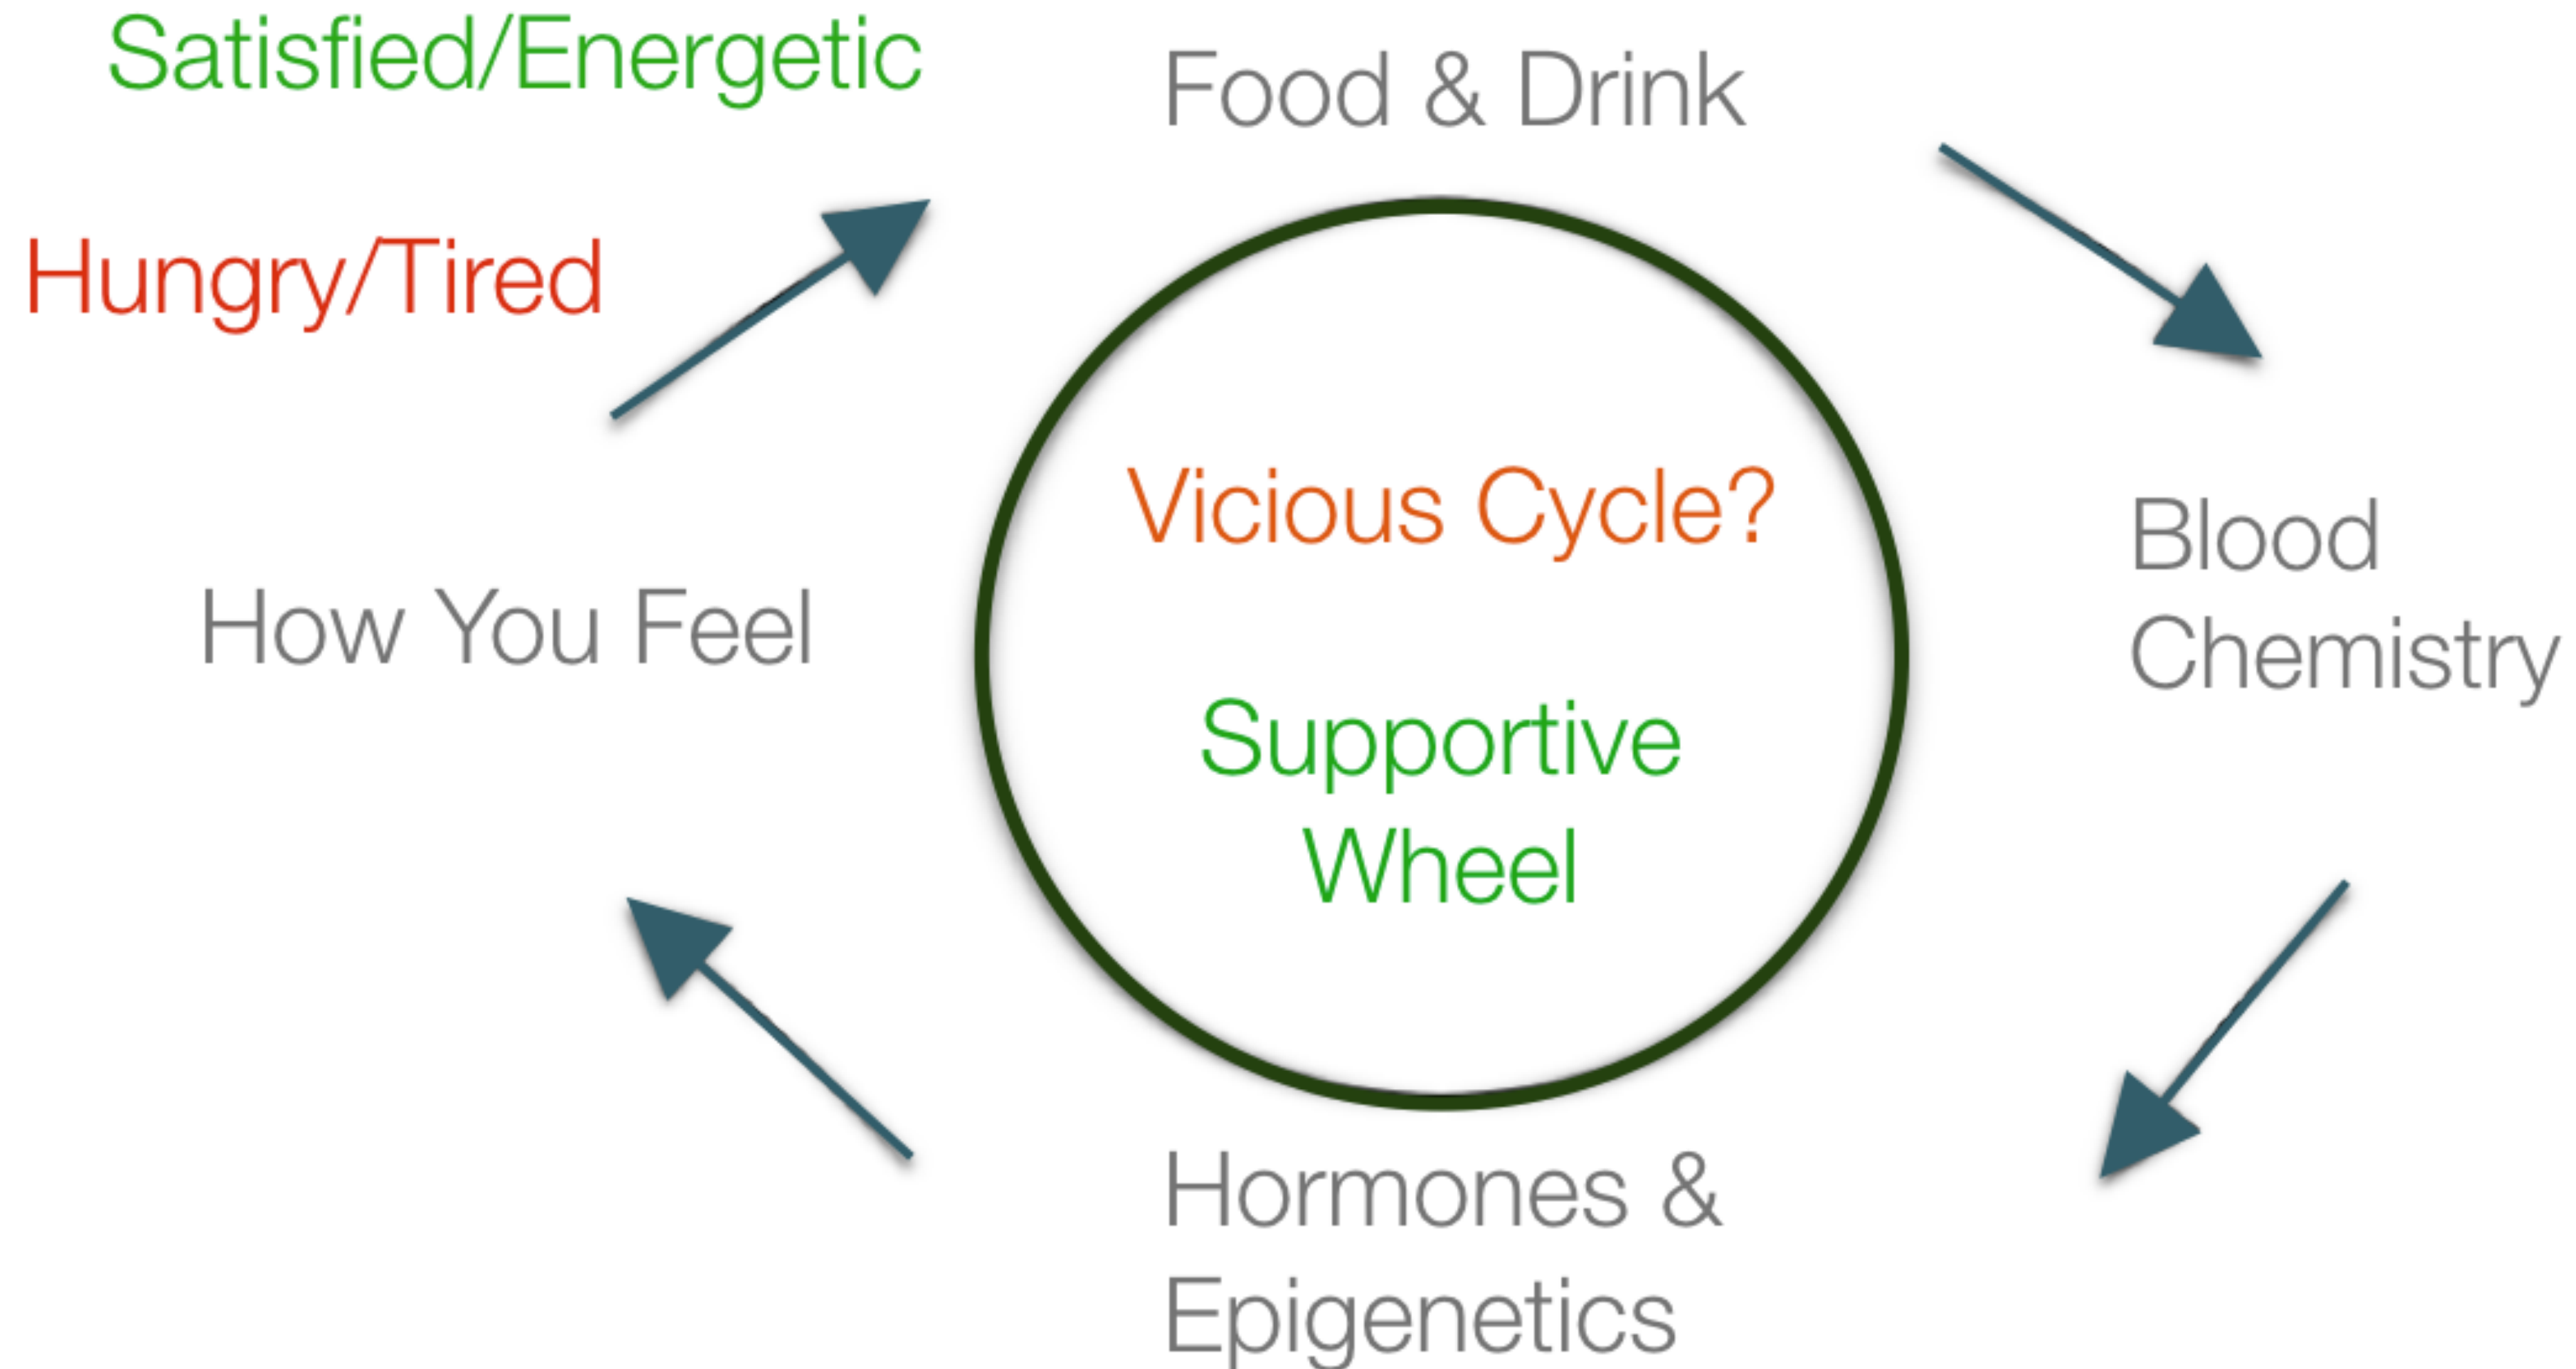 Satisfied/Energetic
Food & Drink
Hungry/Tired
Vicious Cycle?
Blood
Chemistry
How You Feel
Supportive
Wheel
Hormones &
Epigenetics